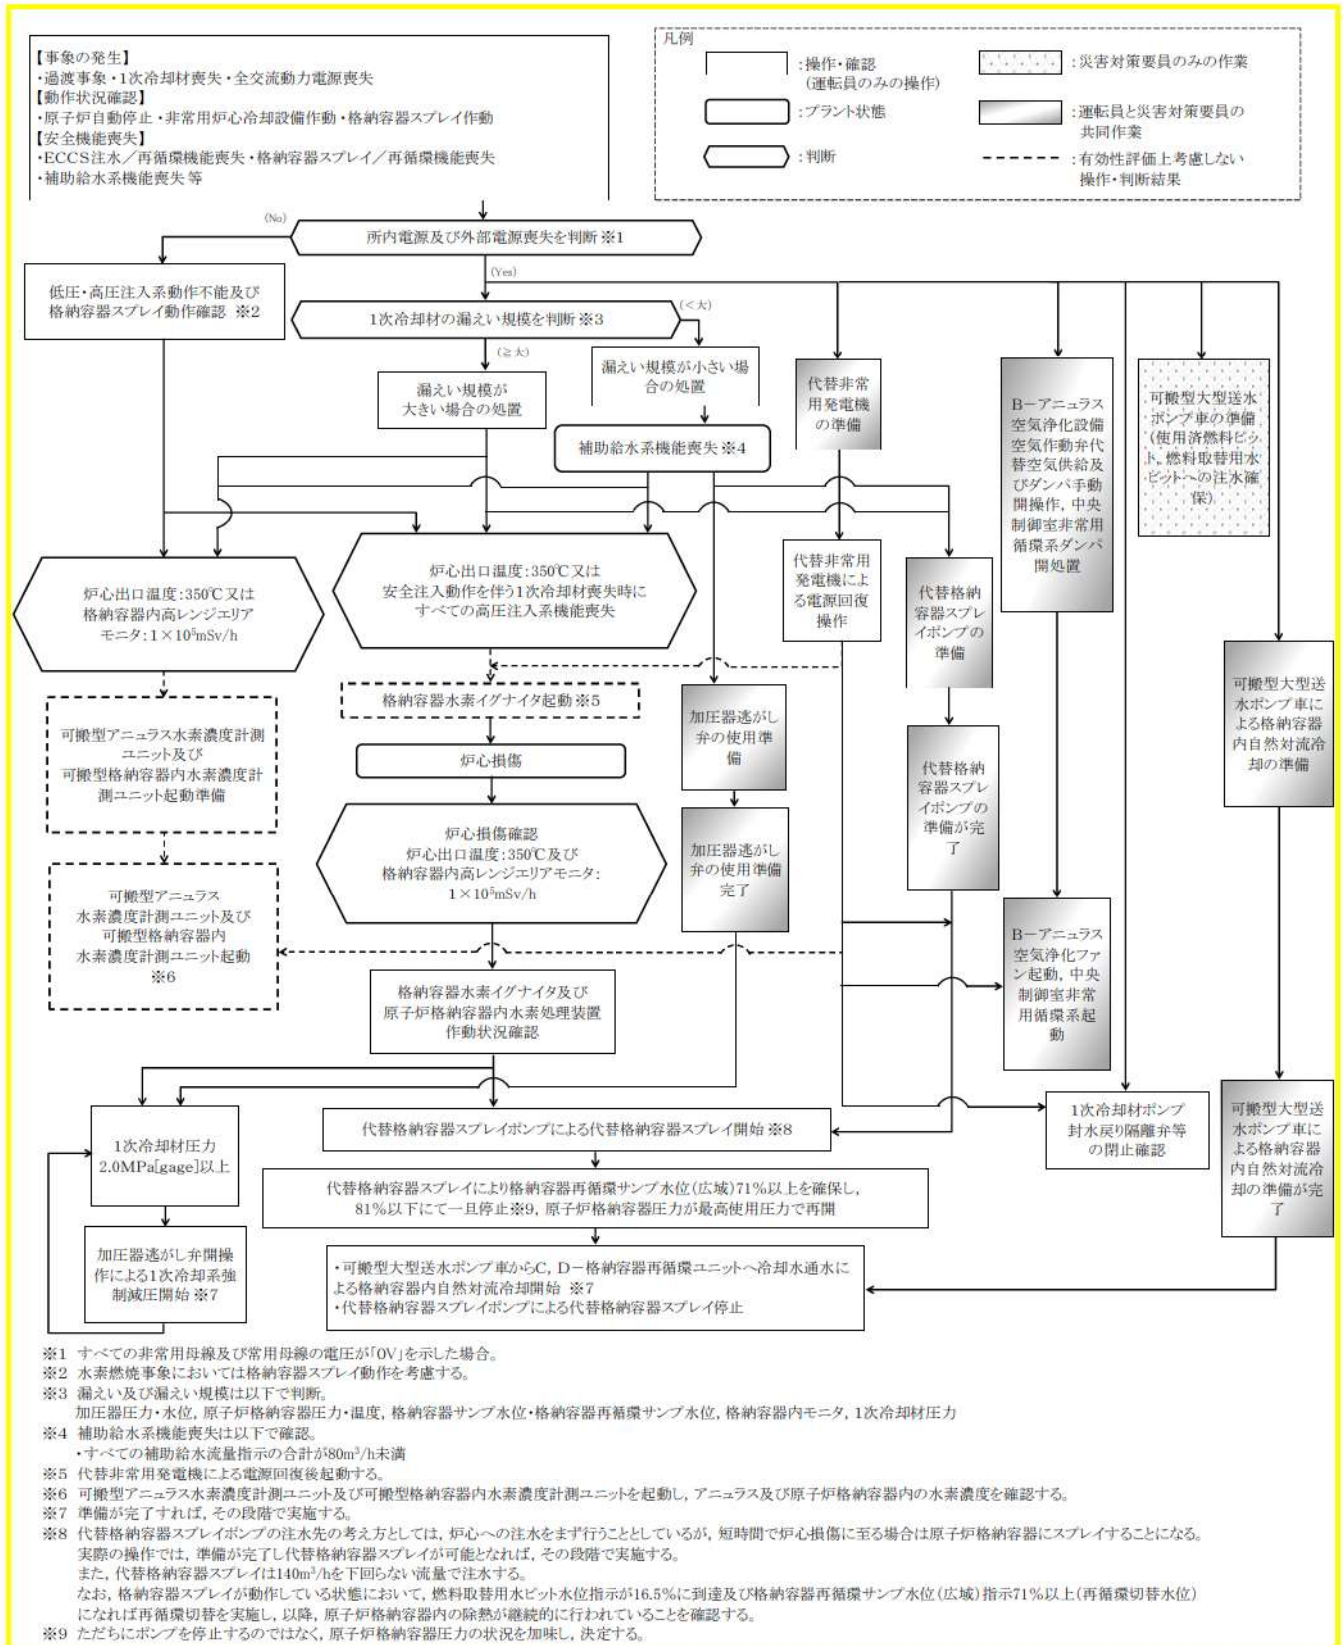 【事象の発生】
・過渡事象・1次冷却材喪失・全交流動力電源喪失
【動作状況確認】
・原子炉自動停止・非常用炉心冷却設備作動・格納容器スプレイ作動
【安全機能喪失】
・ECCS注水／再循環機能喪失・格納容器スプレイ／再循環機能喪失
・補助給水系機能喪失等
凡例
:操作・確認
(運転員のみの操作)
:プラント状態
:判断
:災害対策要員のみの作業
:運転員と災害対策要員の
共同作業
:有効性評価上考慮しない
操作・判断結果
(No)
所内電源及び外部電源喪失を判断※1
(Yes)
低圧・高圧注入系動作不能及び
格納容器スプレイ動作確認 ※2
1次冷却材の漏えい規模を判断※3
(＜大)
(≧大)
漏えい規模が
大きい場合の処置
漏えい規模が小さい場
合の処置
補助給水系機能喪失※4
代替非常
用発電機
の準備
B－アニュラス
空気浄化設備
空気作動弁代
替空気供給及
びダンパ手動
開操作, 中央
制御室非常用
循環系ダンパ
開処置
可搬型大型送水
ポンプ車の準備
(使用済燃料ピッ
ト, 燃料取替用水
ピットへの注水確
保)
炉心出口温度:350℃又は
格納容器内高レンジエリア
モニタ:1×10⁵mSv/h
炉心出口温度:350℃又は
安全注入動作を伴う1次冷却材喪失時に
すべての高圧注入系機能喪失
代替非常用
発電機によ
る電源回復
操作
代替格納容
器スプレ
イポンプの
準備
可搬型大型送
水ポンプ車に
よる格納容器
内自然対流冷
却の準備
格納容器水素イグナイタ起動※5
可搬型アニュラス水素濃度計測
ユニット及び
可搬型格納容器内水素濃度計
測ユニット起動準備
加圧器逃がし
弁の使用準
備
炉心損傷
代替格納
容器スプレ
イポンプの
準備が完
了
炉心損傷確認
炉心出口温度:350℃及び
格納容器内高レンジエリアモニタ:
1×10⁵mSv/h
加圧器逃がし
弁の使用準備
完了
可搬型アニュラス
水素濃度計測ユニット及び
可搬型格納容器内
水素濃度計測ユニット起動
※6
B－アニュラス
空気浄化ファ
ン起動, 中央
制御室非常
用循環系起
動
格納容器水素イグナイタ及び
原子炉格納容器内水素処理装置
作動状況確認
1次冷却材圧力
2.0MPa[gage]以上
代替格納容器スプレイポンプによる代替格納容器スプレイ開始※8
1次冷却材ポンプ
封水戻り隔離弁等
の閉止確認
可搬型大型送
水ポンプ車に
よる格納容器
内自然対流冷
却の準備が完
了
代替格納容器スプレイにより格納容器再循環サンプ水位(広域)71%以上を確保し,
81%以下にて一旦停止※9, 原子炉格納容器圧力が最高使用圧力で再開
加圧器逃がし弁開操
作による1次冷却系強
制減圧開始※7
・可搬型大型送水ポンプ車からC, D－格納容器再循環ユニットへ冷却水通水に
よる格納容器内自然対流冷却開始 ※7
・代替格納容器スプレイポンプによる代替格納容器スプレイ停止
※1 すべての非常用母線及び常用母線の電圧が「0V」を示した場合。
※2 水素燃焼事象においては格納容器スプレイ動作を考慮する。
※3 漏えい及び漏えい規模は以下で判断。
加圧器圧力・水位, 原子炉格納容器圧力・温度, 格納容器サンプ水位・格納容器再循環サンプ水位, 格納容器内モニタ, 1次冷却材圧力
※4 補助給水系機能喪失は以下で確認。
・すべての補助給水流量指示の合計が80m³/h未満
※5 代替非常用発電機による電源回復後起動する。
※6 可搬型アニュラス水素濃度計測ユニット及び可搬型格納容器内水素濃度計測ユニットを起動し, アニュラス及び原子炉格納容器内の水素濃度を確認する。
※7 準備が完了すれば, その段階で実施する。
※8 代替格納容器スプレイポンプの注水先の考え方としては, 炉心への注水をまず行うこととしているが, 短時間で炉心損傷に至る場合は原子炉格納容器にスプレイすることになる。
実際の操作では, 準備が完了し代替格納容器スプレイが可能となれば, その段階で実施する。
また, 代替格納容器スプレイは140m³/hを下回らない流量で注水する。
なお, 格納容器スプレイが動作している状態において, 燃料取替用水ピット水位指示が16.5%に到達及び格納容器再循環サンプ水位(広域)指示71%以上(再循環切替水位)
になれば再循環切替を実施し, 以降, 原子炉格納容器内の除熱が継続的に行われていることを確認する。
※9 ただちにポンプを停止するのではなく, 原子炉格納容器圧力の状況を加味し, 決定する。